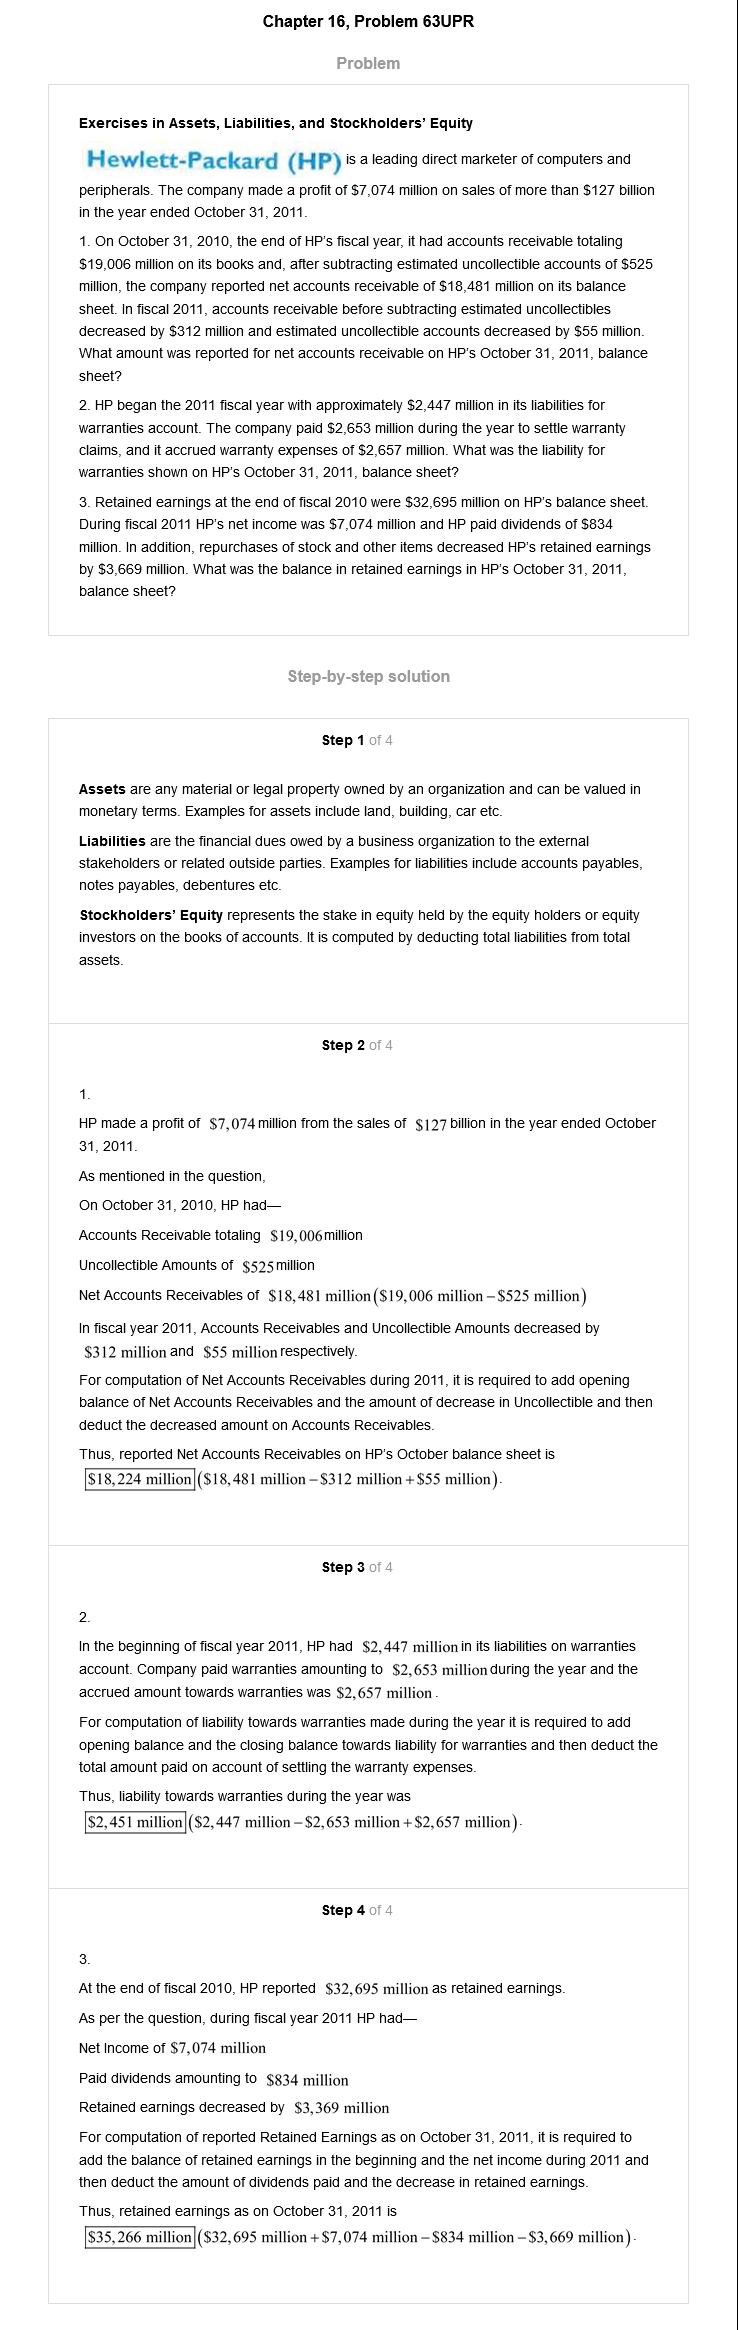 Chapter 16, Problem 63UPR
Problem
Exercises in Assets, Liabilities, and Stockholders' Equity
Hewlett-Packard (HP) is a leading direct marketer of computers and
peripherals. The company made a profit of $7,074 million on sales of more than $127 billion
in the year ended October 31, 2011.
1. On October 31, 2010, the end of HP's fiscal year, it had accounts receivable totaling
$19,006 million on its books and, after subtracting estimated uncollectible accounts of $525
million, the company reported net accounts receivable of $18,481 million on its balance
sheet. In fiscal 2011, accounts receivable before subtracting estimated uncollectibles
decreased by $312 million and estimated uncollectible accounts decreased by $55 million.
What amount was reported for net accounts receivable on HP's October 31, 2011, balance
sheet?
2. HP began the 2011 fiscal year with approximately $2,447 million in its liabilities for
warranties account. The company paid $2,653 million during the year to settle warranty
claims, and it accrued warranty expenses of $2,657 million. What was the liability for
warranties shown on HP's October 31, 2011, balance sheet?
3. Retained earnings at the end of fiscal 2010 were $32,695 million on HP's balance sheet.
During fiscal 2011 HP's net income was $7,074 million and HP paid dividends of $834
million. In addition, repurchases of stock and other items decreased HP's retained earnings
by $3,669 million. What was the balance in retained earnings in HP's October 31, 2011,
balance sheet?
Step-by-step solution
Step 1 of 4
Assets are any material or legal property owned by an organization and can be valued in
monetary terms. Examples for assets include land, building, car etc.
Liabilities are the financial dues owed by a business organization to the external
stakeholders or related outside parties. Examples for liabilities include accounts payables,
notes payables, debentures etc.
Stockholders' Equity represents the stake in equity held by the equity holders or equity
investors on the books of accounts. It is computed by deducting total liabilities from total
assets.
Step 2 of 4
1.
HP made a profit of $7,074 million from the sales of $127 billion in the year ended October
31, 2011.
As mentioned in the question,
On October 31, 2010, HP had—
Accounts Receivable totaling $19,006 million
Uncollectible Amounts of $525 million
Net Accounts Receivables of $18,481 million ($19,006 million – $525 million)
In fiscal year 2011, Accounts Receivables and Uncollectible Amounts decreased by
$312 million and $55 million respectively.
For computation of Net Accounts Receivables during 2011, it is required to add opening
balance of Net Accounts Receivables and the amount of decrease in Uncollectible and then
deduct the decreased amount on Accounts Receivables.
Thus, reported Net Accounts Receivables on HP's October balance sheet is
$18,224 million ($18,481 million – $312 million + $55 million).
Step 3 of 4
2.
In the beginning of fiscal year 2011, HP had $2,447 million in its liabilities on warranties
account. Company paid warranties amounting to $2,653 million during the year and the
accrued amount towards warranties was $2,657 million .
For computation of liability towards warranties made during the year it is required to add
opening balance and the closing balance towards liability for warranties and then deduct the
total amount paid on account of settling the warranty expenses.
Thus, liability towards warranties during the year was
$2,451 million ($2,447 million – $2,653 million + $2,657 million).
Step 4 of 4
3.
At the end of fiscal 2010, HP reported $32,695 million as retained earnings.
As per the question, during fiscal year 2011 HP had—
Net Income of $7,074 million
Paid dividends amounting to $834 million
Retained earnings decreased by $3,369 million
For computation of reported Retained Earnings as on October 31, 2011, it is required to
add the balance of retained earnings in the beginning and the net income during 2011 and
then deduct the amount of dividends paid and the decrease in retained earnings.
Thus, retained earnings as on October 31, 2011 is
$35,266 million ($32,695 million + $7,074 million – $834 million – $3,669 million).